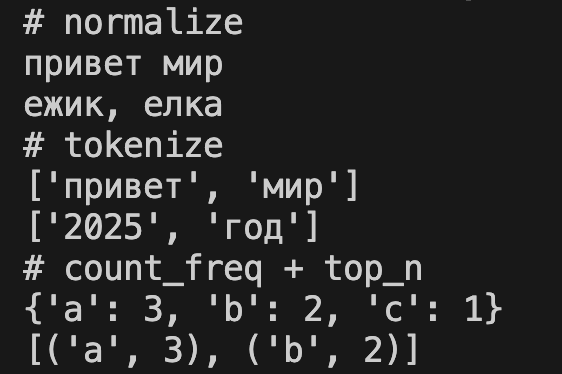 # normalize
привет мир
ежик, елка
# tokenize
['привет', 'мир']
['2025', 'год']
# count_freq + top_n
{'a': 3, 'b': 2, 'c': 1}
[('a', 3), ('b', 2)]